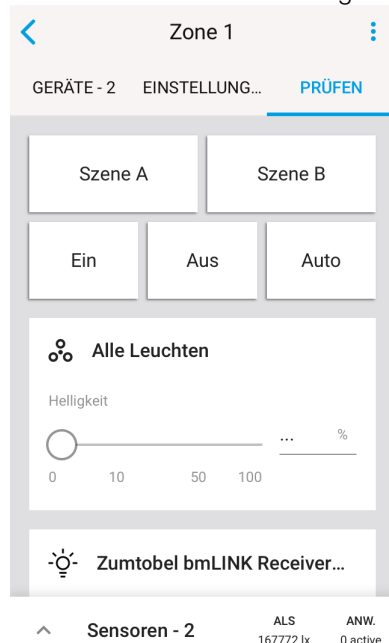 Zone 1
GERÄTE - 2 EINSTELLUNG... PRÜFEN
Szene A Szene B
Ein Aus Auto
Alle Leuchten
Helligkeit
... %
0 10 50 100
Zumtobel bmLINK Receiver...
Sensoren - 2 ALS ANW.
167772 lx 0 active